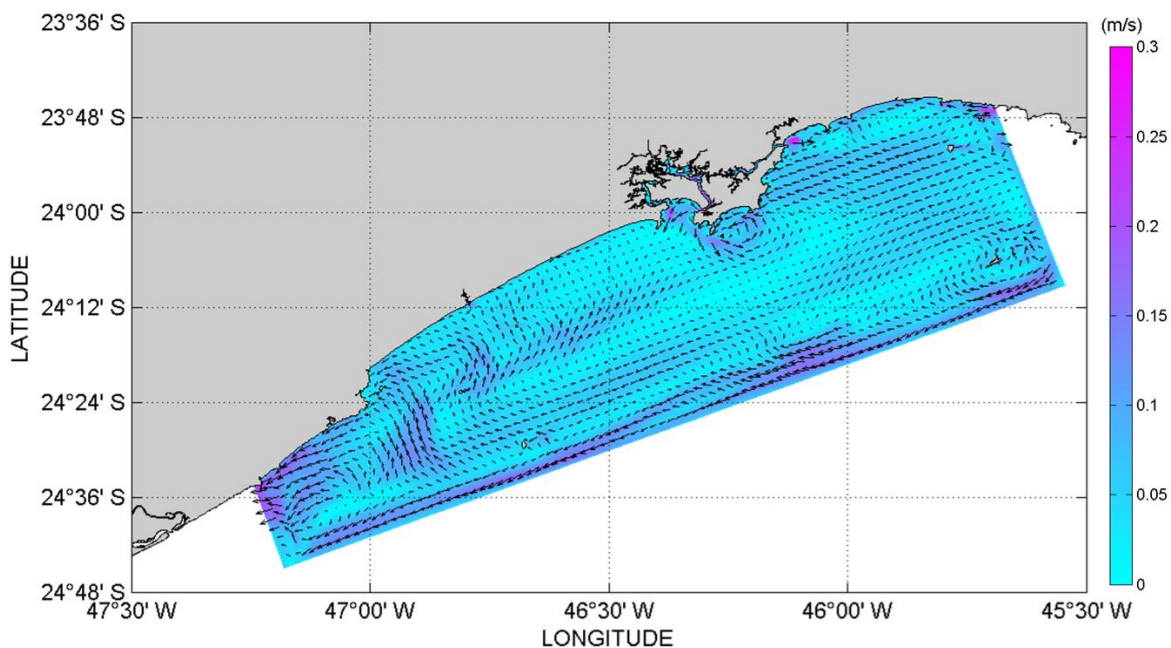 (m/s)
23°36' S
23°48' S
24°00' S
24°12' S
24°24' S
24°36' S
24°48' S
LATITUDE
0.3
0.25
0.2
0.15
0.1
0.05
0
47°30' W
47°00' W
46°30' W
46°00' W
45°30' W
LONGITUDE